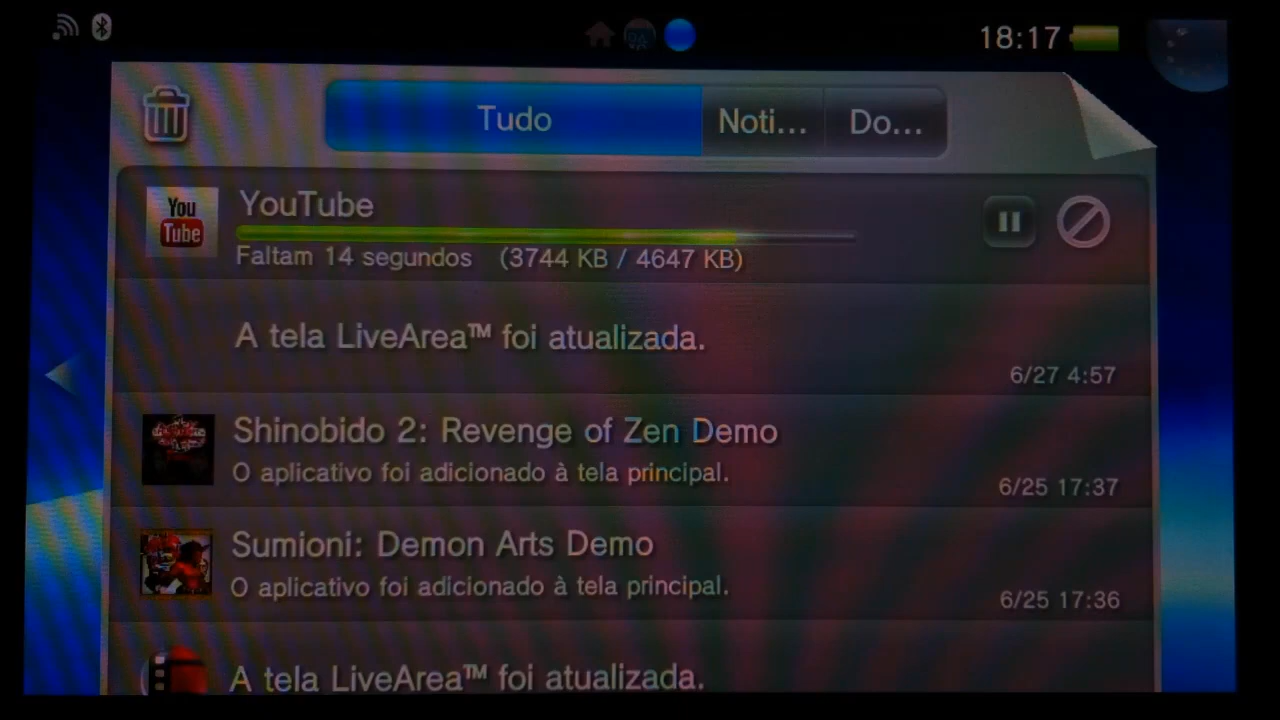 18:17
Tudo
Noti...
Do...
You
Tube
YouTube
Faltam 14 segundos (3744 KB / 4647 KB)
A tela LiveArea™ foi atualizada.
6/27 4:57
Shinobido 2: Revenge of Zen Demo
O aplicativo foi adicionado à tela principal.
6/25 17:37
Sumioni: Demon Arts Demo
O aplicativo foi adicionado à tela principal.
6/25 17:36
A tela LiveArea™ foi atualizada.